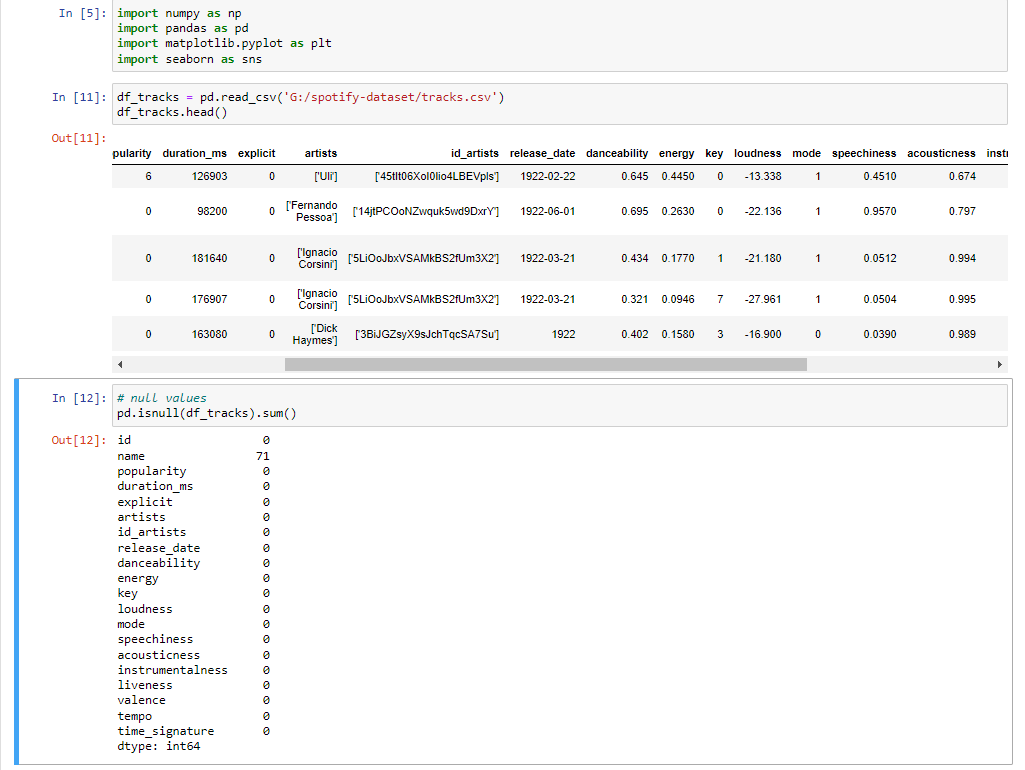 In [5]: import numpy as np
import pandas as pd
import matplotlib.pyplot as plt
import seaborn as sns
In [11]: df_tracks = pd.read_csv('G:/spotify-dataset/tracks.csv')
df_tracks.head()
Out[11]:
pularity duration_ms explicit artists id_artists release_date danceability energy key loudness mode speechiness acousticness instr
6 126903 0 ['Uli'] ['45tIt06XoI0Iio4LBEVpls'] 1922-02-22 0.645 0.4450 0 -13.338 1 0.4510 0.674
0 98200 0 ['Fernando Pessoa'] ['14jtPCOoNZwquk5wd9DxrY'] 1922-06-01 0.695 0.2630 0 -22.136 1 0.9570 0.797
0 181640 0 ['Ignacio Corsini'] ['5LiOoJbxVSAMkBS2fUm3X2'] 1922-03-21 0.434 0.1770 1 -21.180 1 0.0512 0.994
0 176907 0 ['Ignacio Corsini'] ['5LiOoJbxVSAMkBS2fUm3X2'] 1922-03-21 0.321 0.0946 7 -27.961 1 0.0504 0.995
0 163080 0 ['Dick Haymes'] ['3BiJGZsyX9sJchTqcSA7Su'] 1922 0.402 0.1580 3 -16.900 0 0.0390 0.989
In [12]: # null values
pd.isnull(df_tracks).sum()
Out[12]: id 0
name 71
popularity 0
duration_ms 0
explicit 0
artists 0
id_artists 0
release_date 0
danceability 0
energy 0
key 0
loudness 0
mode 0
speechiness 0
acousticness 0
instrumentalness 0
liveness 0
valence 0
tempo 0
time_signature 0
dtype: int64